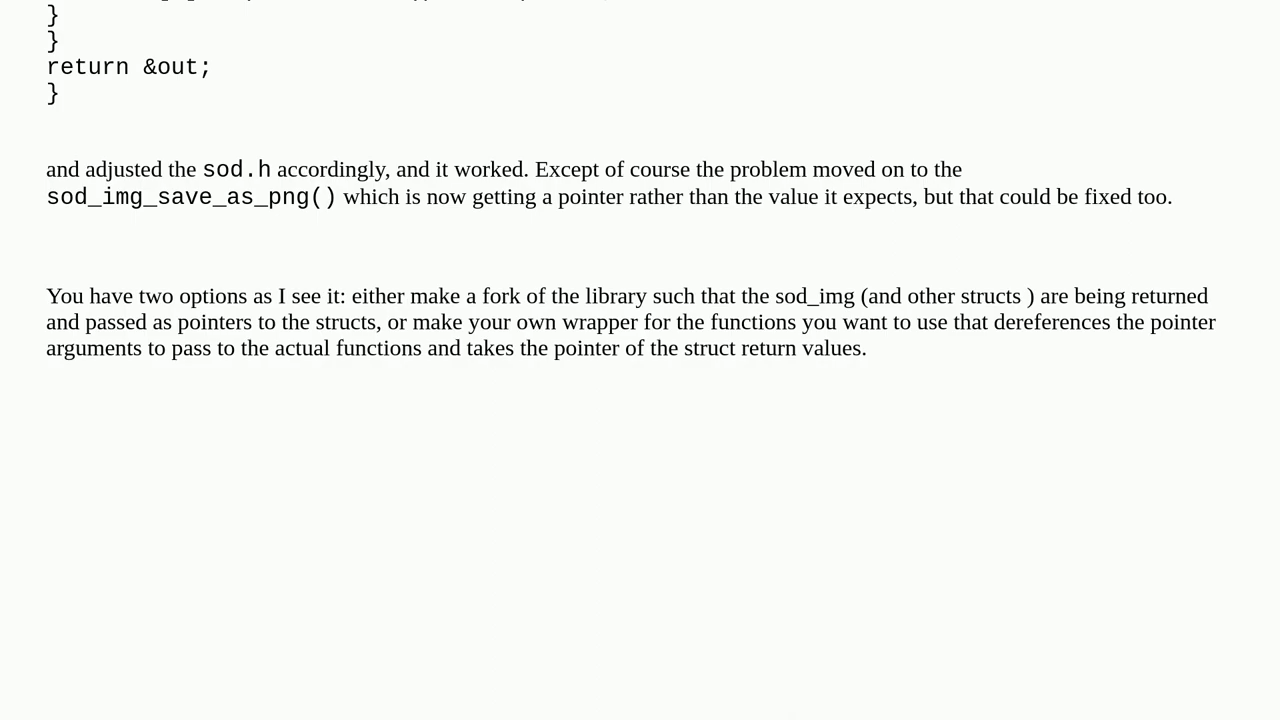 }
}
return &out;
}
and adjusted the sod.h accordingly, and it worked. Except of course the problem moved on to the
sod_img_save_as_png() which is now getting a pointer rather than the value it expects, but that could be fixed too.
You have two options as I see it: either make a fork of the library such that the sod_img (and other structs ) are being returned
and passed as pointers to the structs, or make your own wrapper for the functions you want to use that dereferences the pointer
arguments to pass to the actual functions and takes the pointer of the struct return values.